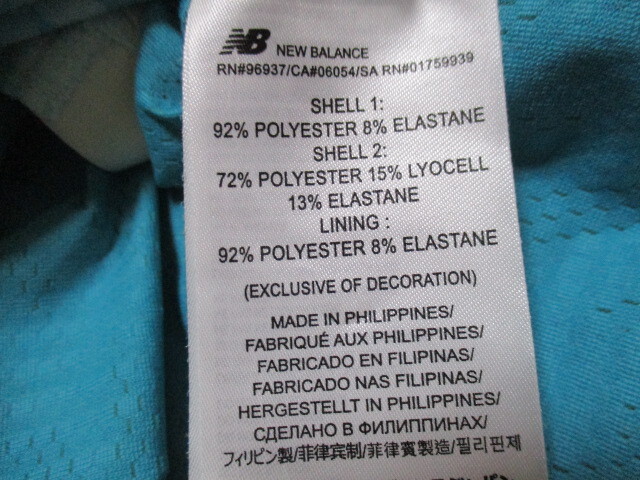 NB NEW BALANCE
RN#96937/CA#06054/SA RN#01759939
SHELL 1:
92% POLYESTER 8% ELASTANE
SHELL 2:
72% POLYESTER 15% LYOCELL
13% ELASTANE
LINING :
92% POLYESTER 8% ELASTANE
(EXCLUSIVE OF DECORATION)
MADE IN PHILIPPINES/
FABRIQUÉ AUX PHILIPPINES/
FABRICADO EN FILIPINAS/
FABRICADO NAS FILIPINAS/
HERGESTELLT IN PHILIPPINES/
СДЕЛАНО В ФИЛИППИНАХ/
フィリピン製/菲律宾制/菲律賓製造/필리핀제